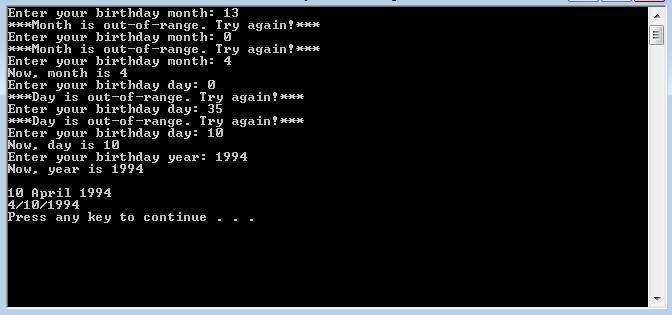 Enter your birthday month: 13
***Month is out-of-range. Try again!***
Enter your birthday month: 0
***Month is out-of-range. Try again!***
Enter your birthday month: 4
Now, month is 4
Enter your birthday day: 0
***Day is out-of-range. Try again!***
Enter your birthday day: 35
***Day is out-of-range. Try again!***
Enter your birthday day: 10
Now, day is 10
Enter your birthday year: 1994
Now, year is 1994
10 April 1994
4/10/1994
Press any key to continue . . .